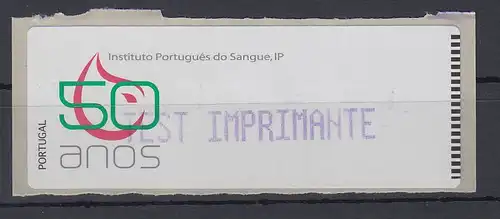 Instituto Português do Sangue, IP
50
TEST IMPRIMANTE
anos
PORTUGAL